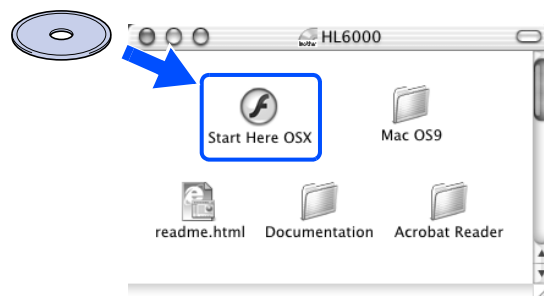 HL6000
Start Here OSX
Mac OS9
readme.html
Documentation
Acrobat Reader